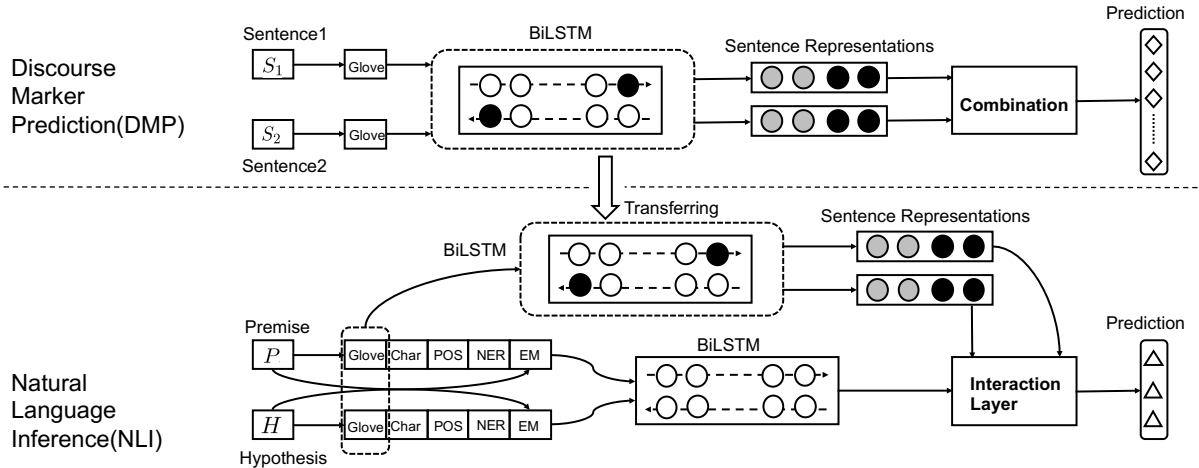 Prediction
Sentence1
BiLSTM
Sentence Representations
Discourse
Marker
Prediction(DMP)
S1
Glove
Combination
S2
Glove
Sentence2
Transferring
Sentence Representations
BiLSTM
Premise
Prediction
P
Glove Char POS NER EM
BiLSTM
Natural
Language
Inference(NLI)
Interaction
Layer
H
Glove Char POS NER EM
Hypothesis